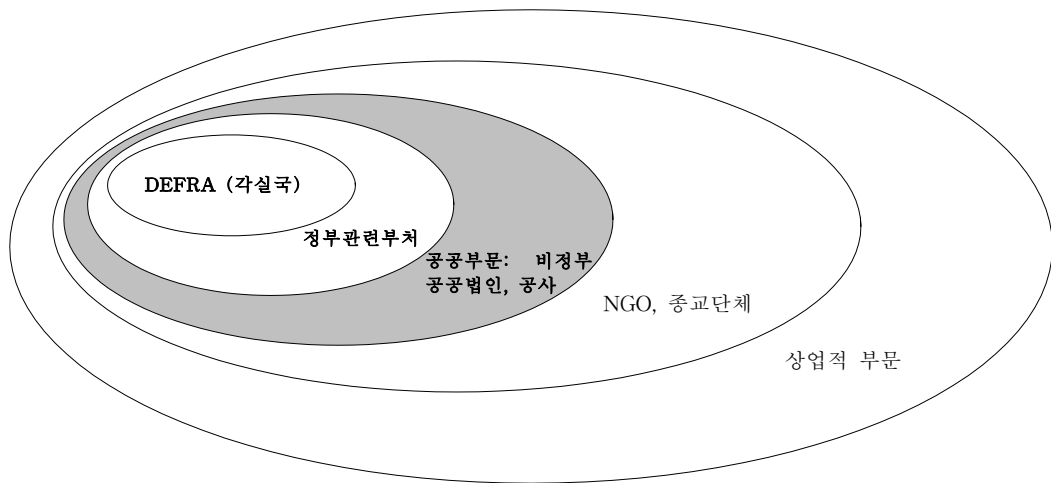 DEFRA (각실국)
정부관련부처
공공부문: 비정부
공공법인, 공사
NGO, 종교단체
상업적 부문